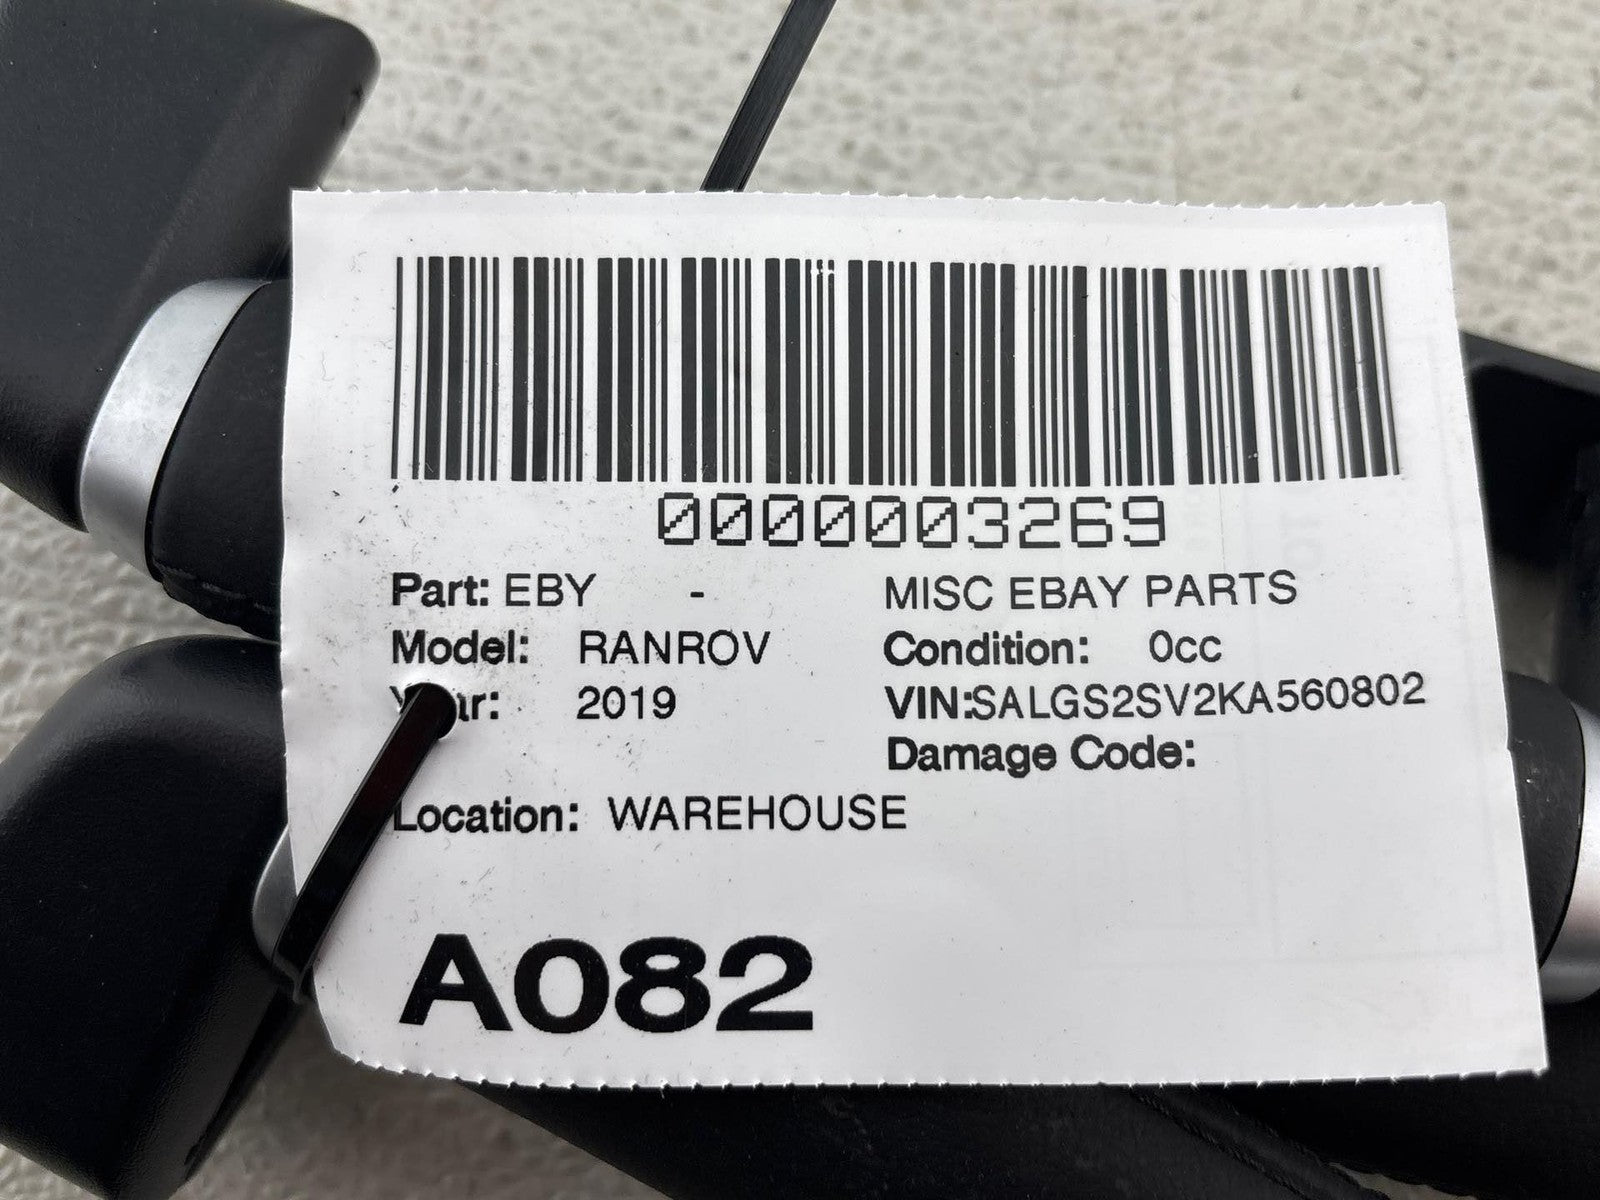 0000003269
Part: EBY - MISC EBAY PARTS
Model: RANROV Condition: 0cc
2019 VIN:SALGS2SV2KA560802
Damage Code:
Location: WAREHOUSE
A082